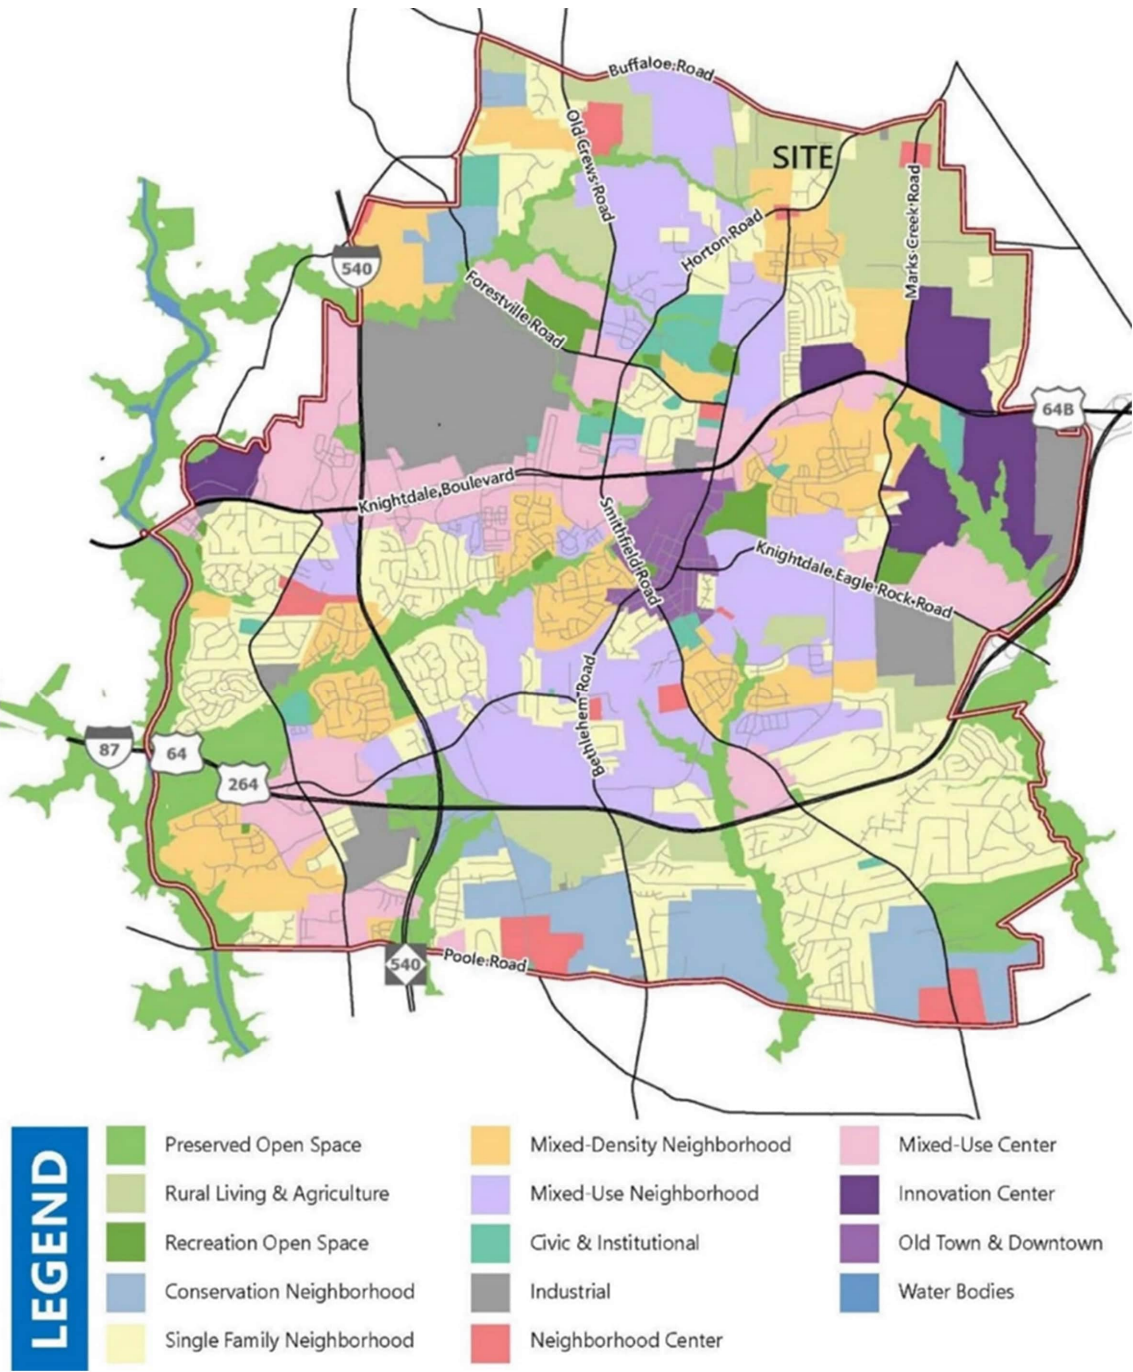 Buffaloe Road
Old Crews Road
SITE
Horton Road
Marks Creek Road
540
Forestville Road
64B
Knightdale Boulevard
Smithfield Road
Knightdale Eagle Rock Road
Bethlehem Road
87
64
264
540
Poole Road
LEGEND
Preserved Open Space
Rural Living & Agriculture
Recreation Open Space
Conservation Neighborhood
Single Family Neighborhood
Mixed-Density Neighborhood
Mixed-Use Neighborhood
Civic & Institutional
Industrial
Neighborhood Center
Mixed-Use Center
Innovation Center
Old Town & Downtown
Water Bodies